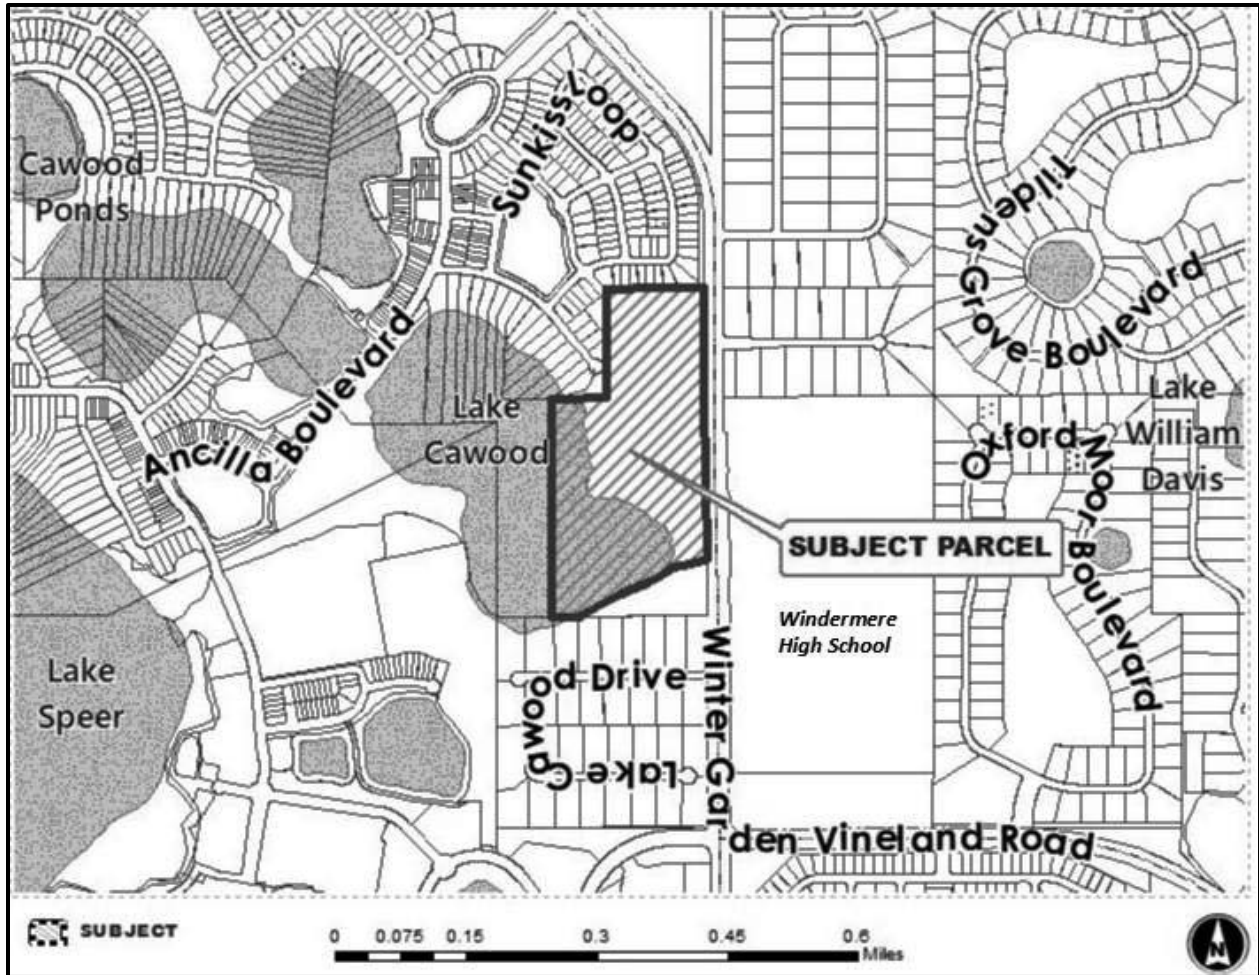 Sunkiss Loop
Cawood
Ponds
Tildens Grove Boulevard
Ancilla Boulevard
Lake
Cawood
Lake
William
Davis
Oxford Moor Boulevard
SUBJECT PARCEL
Windermere
High School
Lake
Speer
Lake Cawood Drive
Winter Garden Vineland Road
SUBJECT
0 0.075 0.15 0.3 0.45 0.6
Miles
N